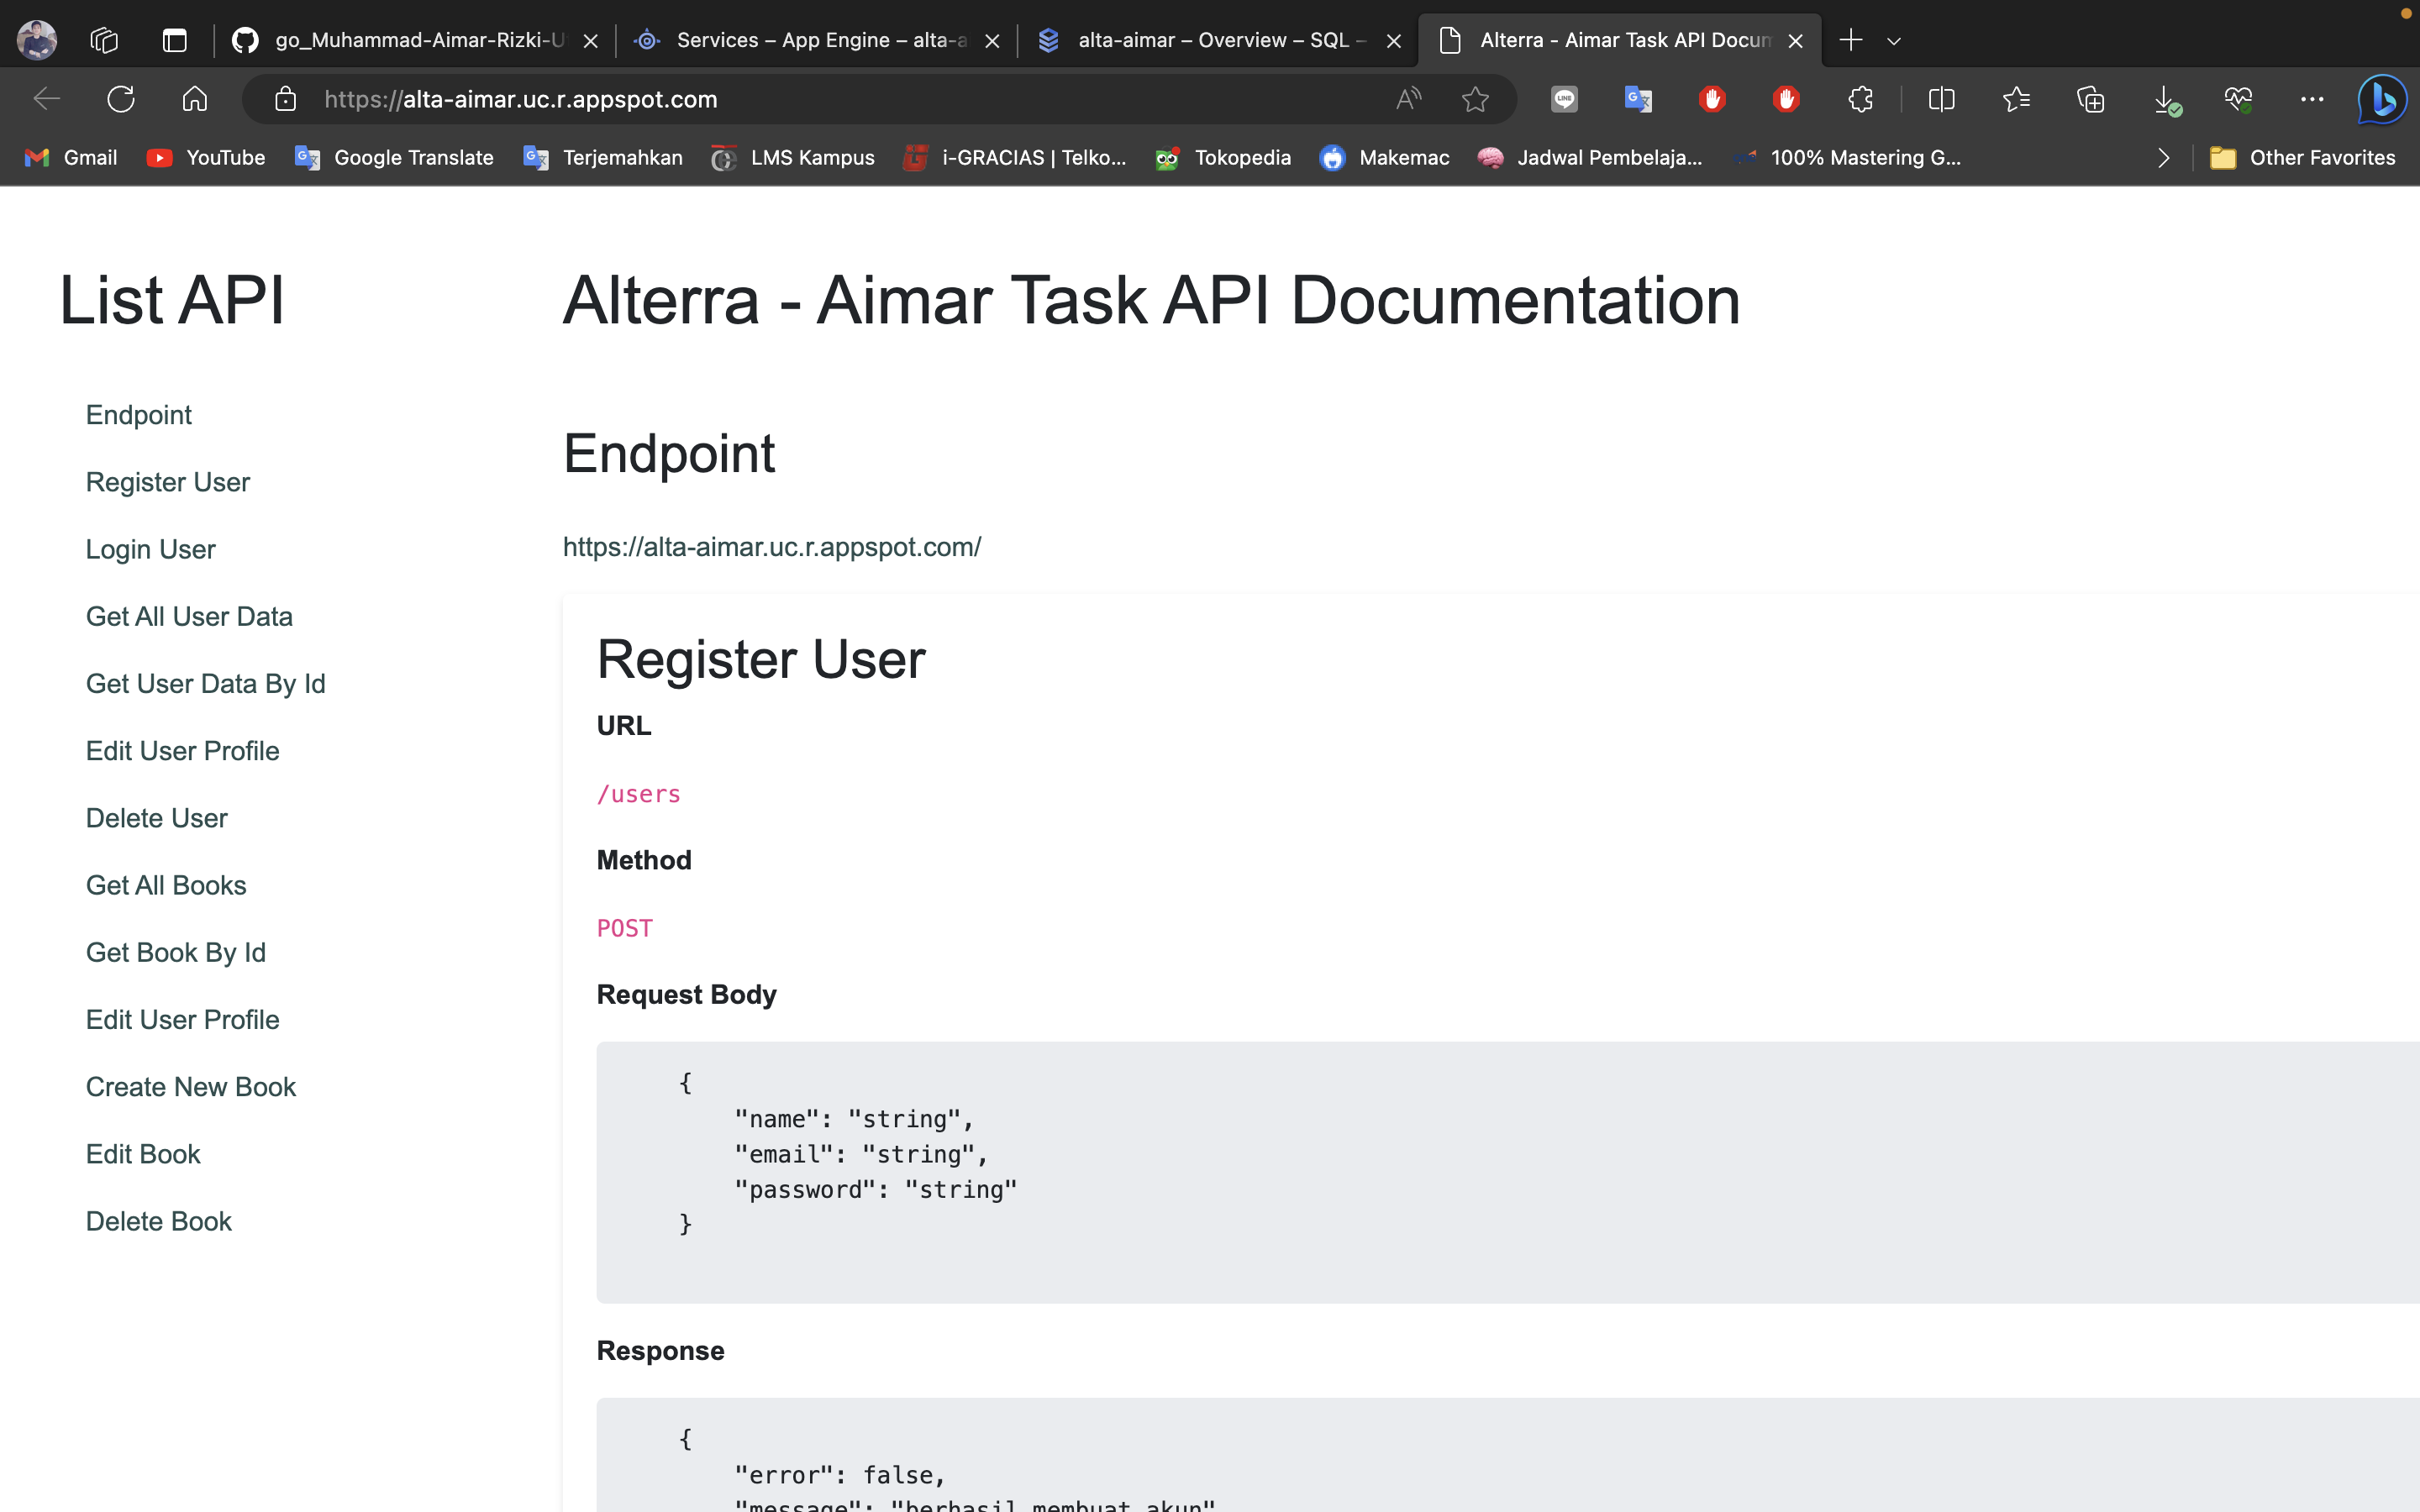 go_Muhammad-Aimar-Rizki-U
Services – App Engine – alta-a
alta-aimar – Overview – SQL –
Alterra - Aimar Task API Docum
https://alta-aimar.uc.r.appspot.com
Gmail
YouTube
Google Translate
Terjemahkan
LMS Kampus
i-GRACIAS | Telko...
Tokopedia
Makemac
Jadwal Pembelaja...
100% Mastering G...
Other Favorites
List API
Endpoint
Register User
Login User
Get All User Data
Get User Data By Id
Edit User Profile
Delete User
Get All Books
Get Book By Id
Edit User Profile
Create New Book
Edit Book
Delete Book
Alterra - Aimar Task API Documentation
Endpoint
https://alta-aimar.uc.r.appspot.com/
Register User
URL
/users
Method
POST
Request Body
{
"name": "string",
"email": "string",
"password": "string"
}
Response
{
"error": false,
"message": "berhasil membuat akun"